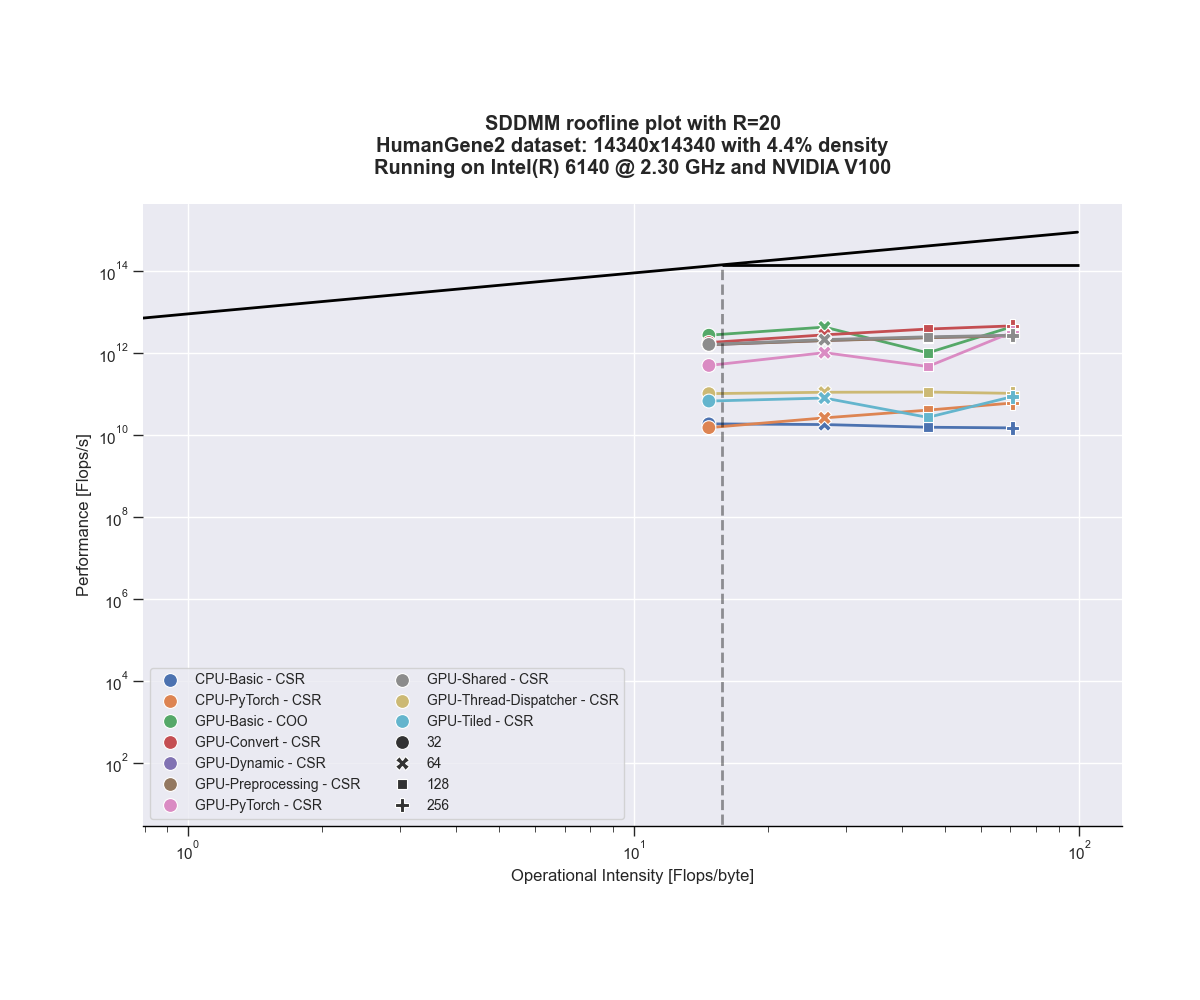 SDDMM roofline plot with R=20
HumanGene2 dataset: 14340x14340 with 4.4% density
Running on Intel(R) 6140 @ 2.30 GHz and NVIDIA V100
Performance [Flops/s]
10^14
10^12
10^10
10^8
10^6
10^4
10^2
CPU-Basic - CSR
CPU-PyTorch - CSR
GPU-Basic - COO
GPU-Convert - CSR
GPU-Dynamic - CSR
GPU-Preprocessing - CSR
GPU-PyTorch - CSR
GPU-Shared - CSR
GPU-Thread-Dispatcher - CSR
GPU-Tiled - CSR
32
64
128
256
10^0
10^1
10^2
Operational Intensity [Flops/byte]